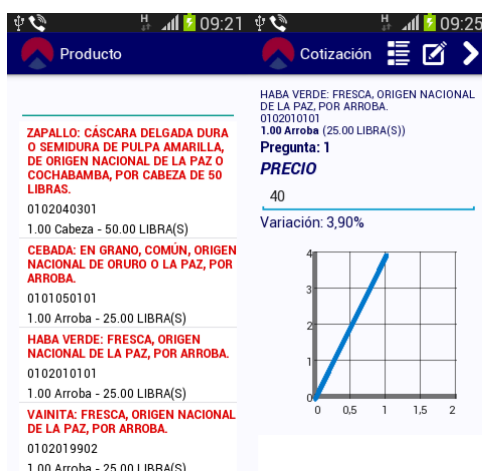 H 09:21
Producto
ZAPALLO: CÁSCARA DELGADA DURA
O SEMIDURA DE PULPA AMARILLA,
DE ORIGEN NACIONAL DE LA PAZ O
COCHABAMBA, POR CABEZA DE 50
LIBRAS.
0102040301
1.00 Cabeza - 50.00 LIBRA(S)
CEBADA: EN GRANO, COMÚN, ORIGEN
NACIONAL DE ORURO O LA PAZ, POR
ARROBA.
0101050101
1.00 Arroba - 25.00 LIBRA(S)
HABA VERDE: FRESCA, ORIGEN
NACIONAL DE LA PAZ, POR ARROBA.
0102010101
1.00 Arroba - 25.00 LIBRA(S)
VAINITA: FRESCA, ORIGEN NACIONAL
DE LA PAZ, POR ARROBA.
0102019902
1.00 Arroba - 25.00 LIBRA(S)
H 09:25
Cotización
HABA VERDE: FRESCA, ORIGEN NACIONAL
DE LA PAZ, POR ARROBA.
0102010101
1.00 Arroba (25.00 LIBRA(S))
Pregunta: 1
PRECIO
40
Variación: 3,90%
4
3
2
1
0
0 0,5 1 1,5 2